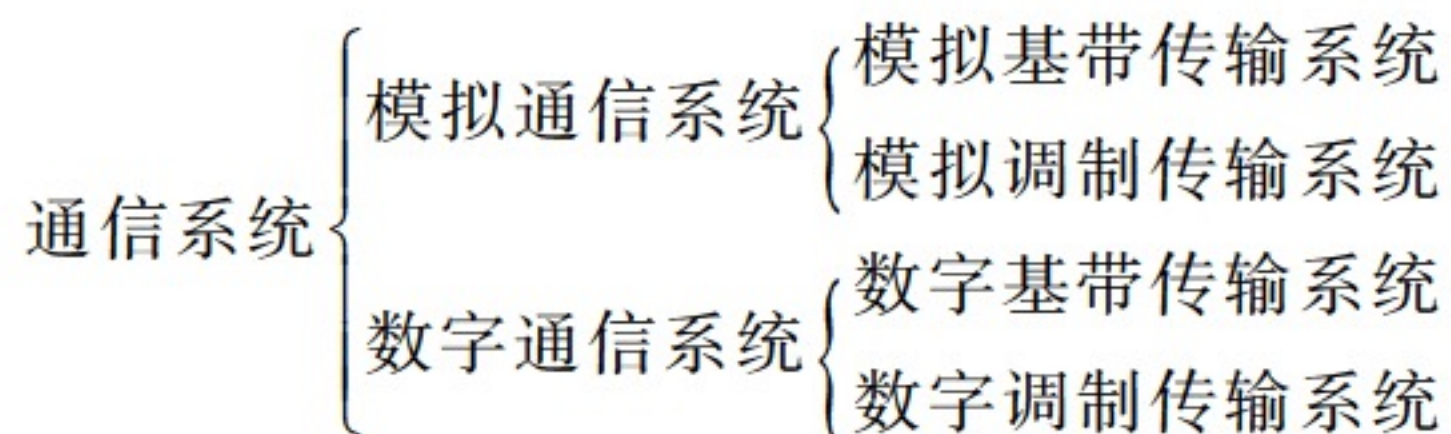 模拟基带传输系统
模拟通信系统
模拟调制传输系统
通信系统
数字基带传输系统
数字通信系统
数字调制传输系统